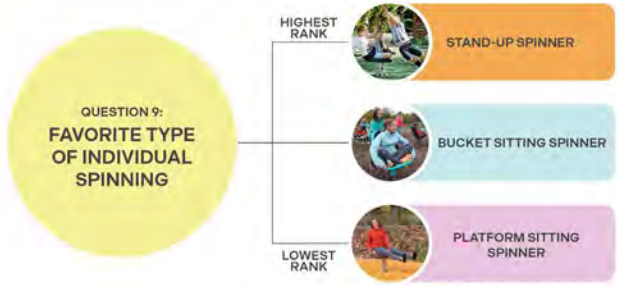 QUESTION 9:
FAVORITE TYPE
OF INDIVIDUAL
SPINNING
HIGHEST
RANK
STAND-UP SPINNER
BUCKET SITTING SPINNER
LOWEST
RANK
PLATFORM SITTING
SPINNER